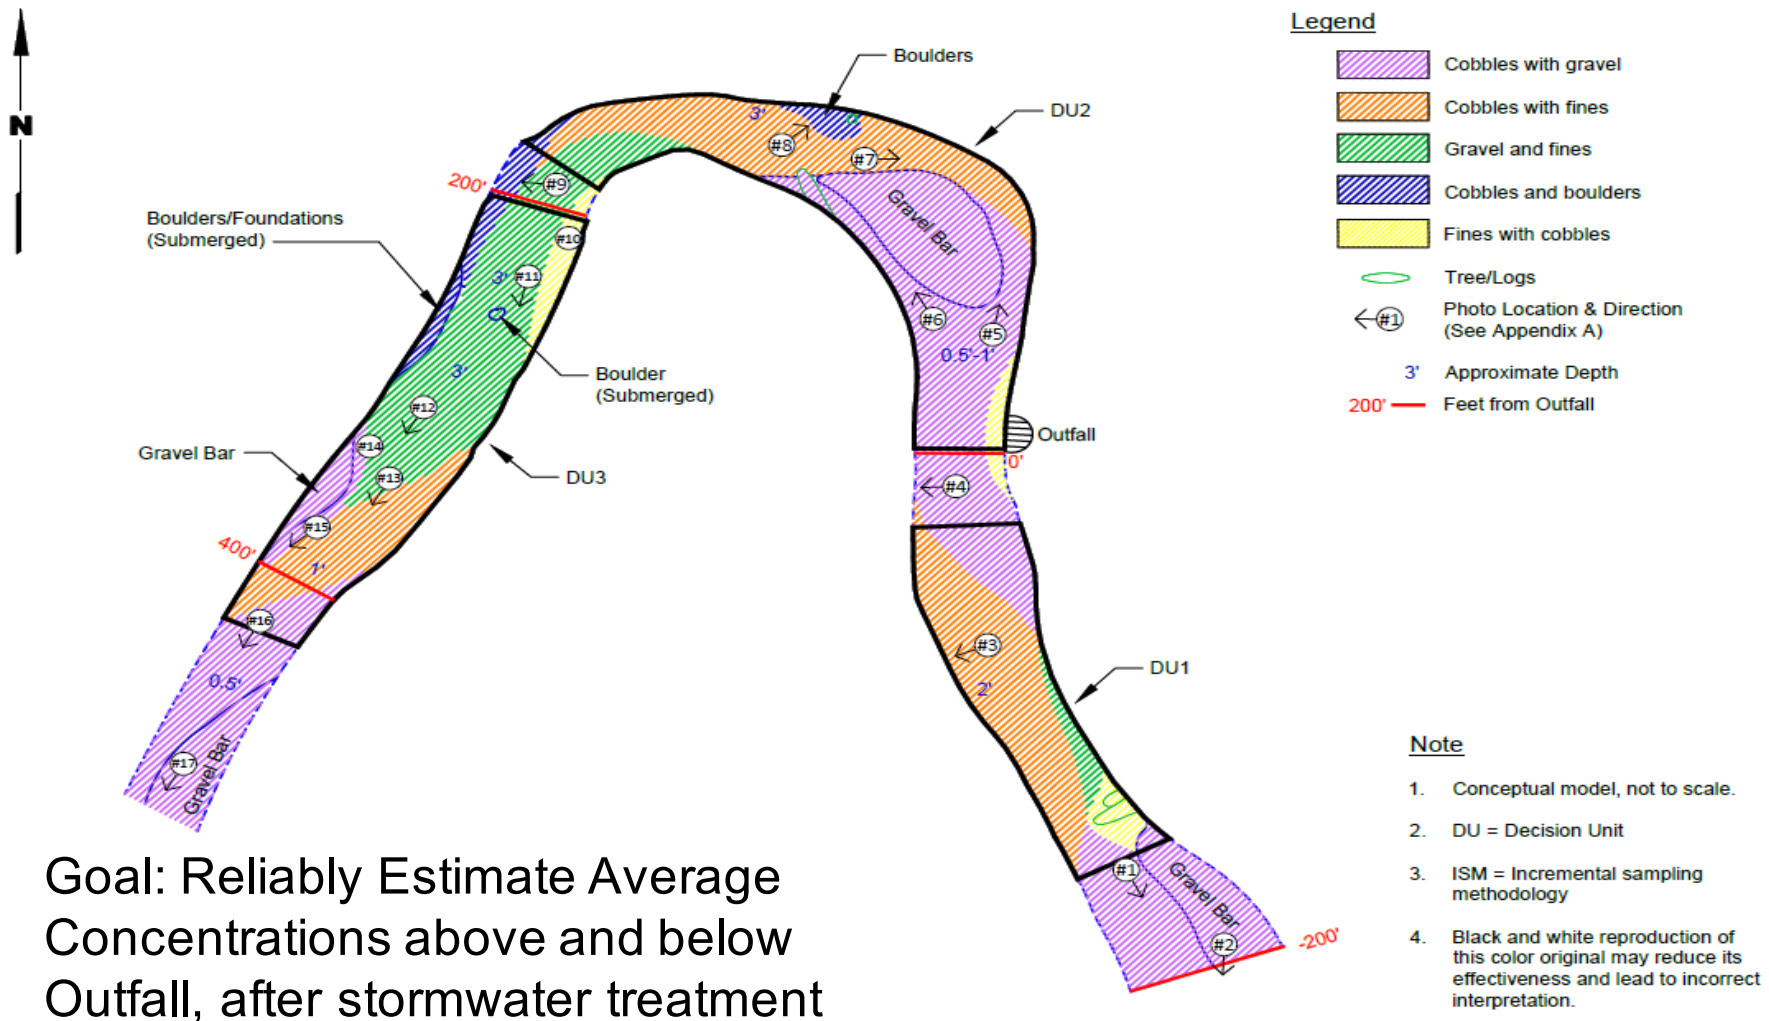 N
Boulders
DU2
#8
#7
3'
200'
#9
Boulders/Foundations
(Submerged)
#10
Gravel Bar
3'
#11
#6
#5
0.5'-1'
Boulder
(Submerged)
3'
#12
Outfall
#14
Gravel Bar
0'
#13
DU3
#4
#15
400'
1'
#16
#3
DU1
0.5'
2'
#17
Gravel Bar
#1
Gravel Bar
#2
-200'
Legend
Cobbles with gravel
Cobbles with fines
Gravel and fines
Cobbles and boulders
Fines with cobbles
Tree/Logs
#1
Photo Location & Direction
(See Appendix A)
3'
Approximate Depth
200'
Feet from Outfall
Note
1. Conceptual model, not to scale.
2. DU = Decision Unit
3. ISM = Incremental sampling
methodology
4. Black and white reproduction of
this color original may reduce its
effectiveness and lead to incorrect
interpretation.
Goal: Reliably Estimate Average
Concentrations above and below
Outfall, after stormwater treatment